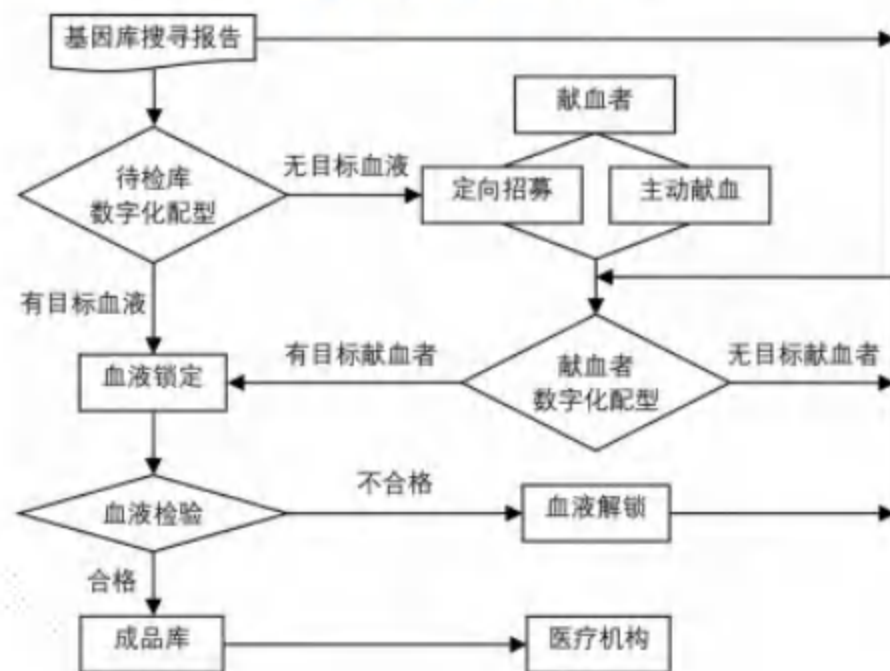 基因库搜寻报告
献血者
待检库
数字化配型
无目标血液
定向招募
主动献血
有目标血液
血液锁定
有目标献血者
献血者
数字化配型
无目标献血者
血液检验
不合格
血液解锁
合格
成品库
医疗机构